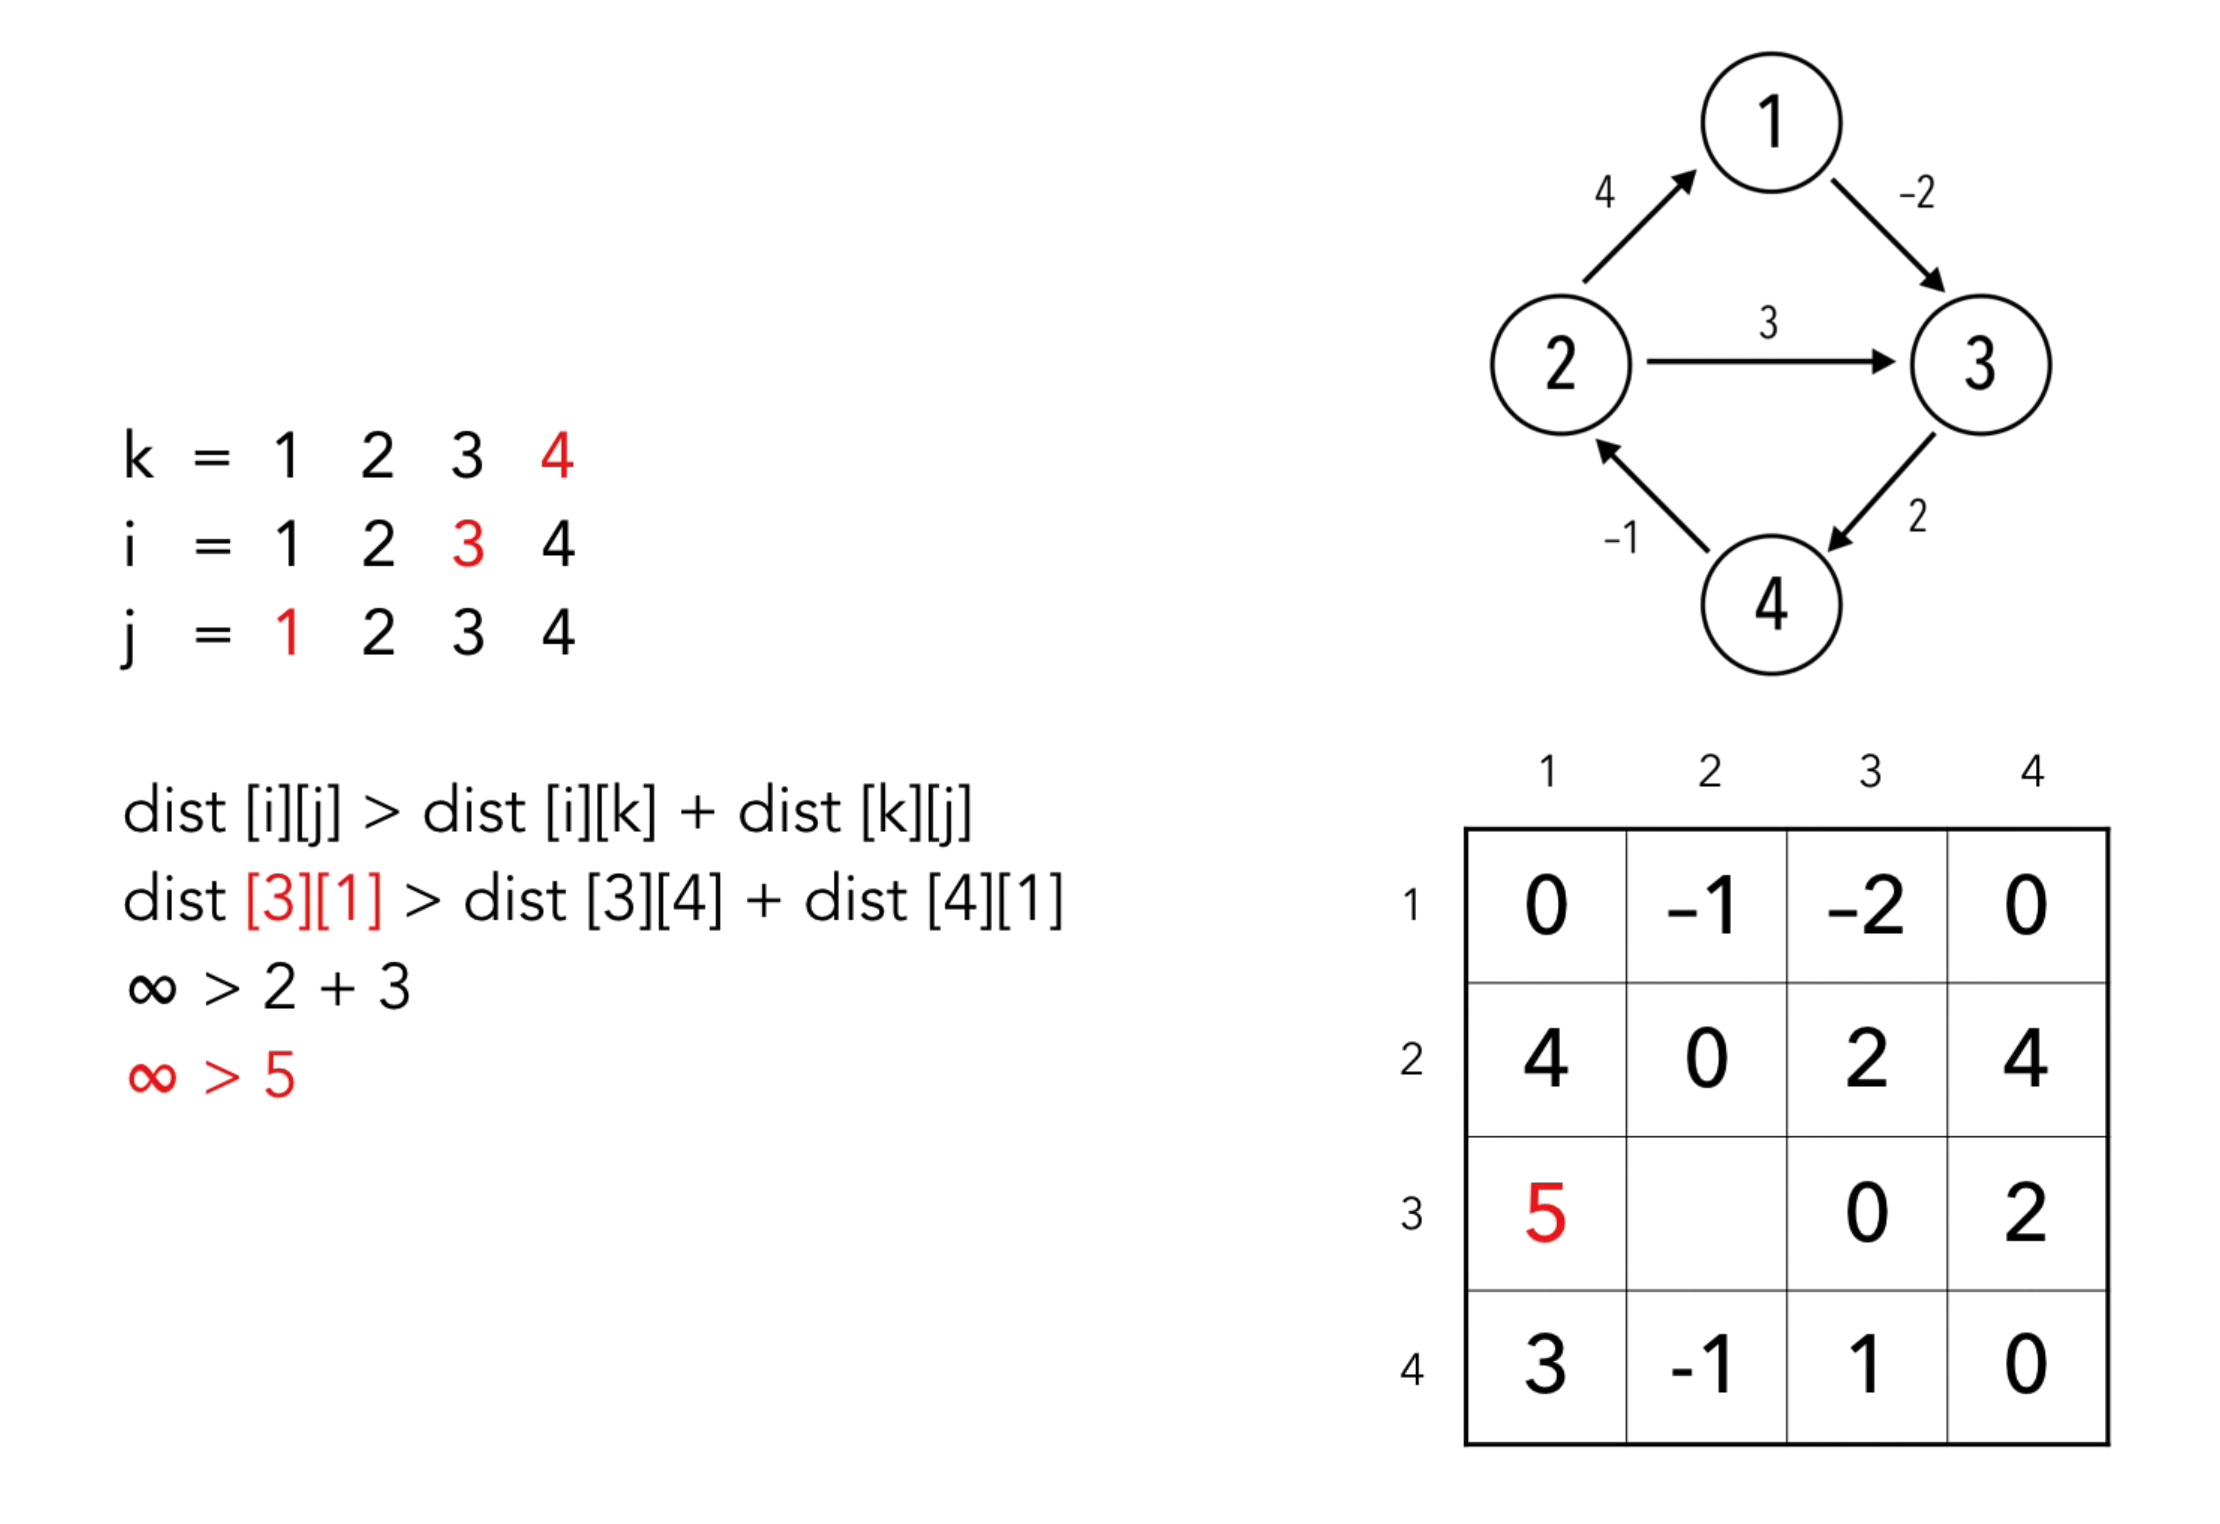 k = 1 2 3 4
i = 1 2 3 4
j = 1 2 3 4
dist [i][j] > dist [i][k] + dist [k][j]
dist [3][1] > dist [3][4] + dist [4][1]
∞ > 2 + 3
∞ > 5
1
4
–2
2
3
3
–1
2
4
1 2 3 4
1 0 –1 –2 0
2 4 0 2 4
3 5 0 2
4 3 -1 1 0